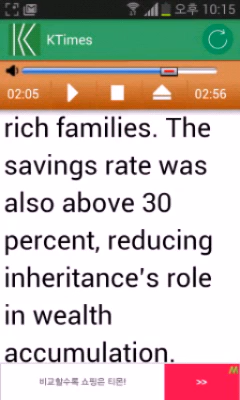 오후 10:15
KTimes
02:05
02:56
rich families. The
savings rate was
also above 30
percent, reducing
inheritance's role
in wealth
accumulation.
비교할수록 쇼핑은 티몬!
>>